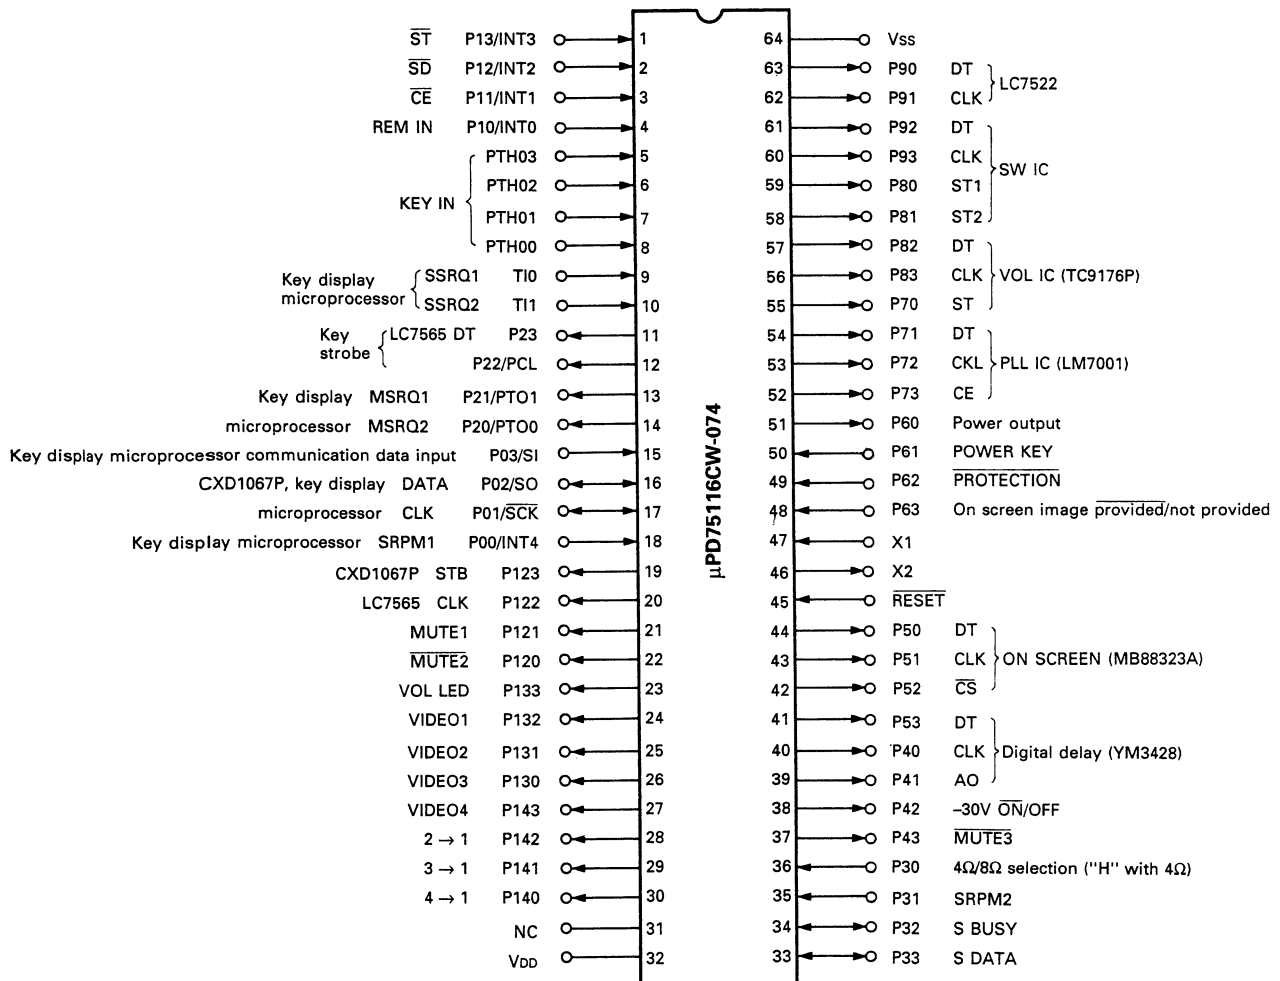 S̅T̅ P13/INT3 1 64 Vss
S̅D̅ P12/INT2 2 63 P90 DT
LC7522
C̅E̅ P11/INT1 3 62 P91 CLK
REM IN P10/INT0 4 61 P92 DT
PTH03 5 60 P93 CLK
SW IC
PTH02 6 59 P80 ST1
KEY IN
PTH01 7 58 P81 ST2
PTH00 8 57 P82 DT
Key display microprocessor
SSRQ1 TI0 9 56 P83 CLK VOL IC (TC9176P)
SSRQ2 TI1 10 55 P70 ST
Key strobe
LC7565 DT P23 11 54 P71 DT
P22/PCL 12 53 P72 CKL PLL IC (LM7001)
Key display MSRQ1 P21/PTO1 13 52 P73 CE
microprocessor MSRQ2 P20/PTO0 14 51 P60 Power output
Key display microprocessor communication data input P03/SI 15 50 P61 POWER KEY
CXD1067P, key display DATA P02/SO 16 49 P62 P̅R̅O̅T̅E̅C̅T̅I̅O̅N̅
microprocessor CLK P01/S̅C̅K̅ 17 48 P63 On screen image p̅r̅o̅v̅i̅d̅e̅d̅/not provided
Key display microprocessor SRPM1 P00/INT4 18 47 X1
CXD1067P STB P123 19 46 X2
LC7565 CLK P122 20 45 R̅E̅S̅E̅T̅
MUTE1 P121 21 44 P50 DT
M̅U̅T̅E̅2̅ P120 22 43 P51 CLK ON SCREEN (MB88323A)
VOL LED P133 23 42 P52 C̅S̅
VIDEO1 P132 24 41 P53 DT
VIDEO2 P131 25 40 P40 CLK Digital delay (YM3428)
VIDEO3 P130 26 39 P41 AO
VIDEO4 P143 27 38 P42 –30V O̅N̅/OFF
2 → 1 P142 28 37 P43 M̅U̅T̅E̅3̅
3 → 1 P141 29 36 P30 4Ω/8Ω selection ("H" with 4Ω)
4 → 1 P140 30 35 P31 SRPM2
NC 31 34 P32 S BUSY
VDD 32 33 P33 S DATA
μPD75116CW-074